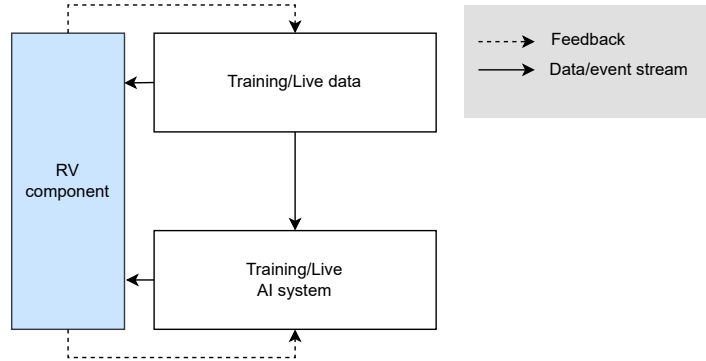 Training/Live data
RV
component
Training/Live
AI system
Feedback
Data/event stream